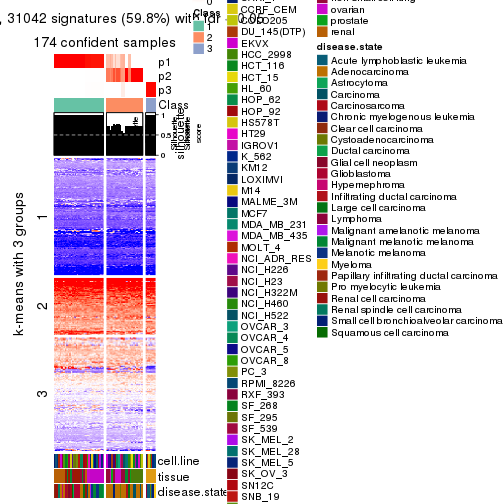 , 31042 signatures (59.8%) with fdr < 0.05
174 confident samples
p1
p2
p3
Class
1
0.5
0
silhouette
score
k-means with 3 groups
1
2
3
cell.line
tissue
disease.state
Class
1
2
3
CCRF_CEM
COLO205
DU_145(DTP)
EKVX
HCC_2998
HCT_116
HCT_15
HL_60
HOP_62
HOP_92
HS578T
HT29
IGROV1
K_562
KM12
LOXIMVI
M14
MALME_3M
MCF7
MDA_MB_231
MDA_MB_435
MOLT_4
NCI_ADR_RES
NCI_H226
NCI_H23
NCI_H322M
NCI_H460
NCI_H522
OVCAR_3
OVCAR_4
OVCAR_5
OVCAR_8
PC_3
RPMI_8226
RXF_393
SF_268
SF_295
SF_539
SK_MEL_2
SK_MEL_28
SK_MEL_5
SK_OV_3
SN12C
SNB_19
ovarian
prostate
renal
disease.state
Acute lymphoblastic leukemia
Adenocarcinoma
Astrocytoma
Carcinoma
Carcinosarcoma
Chronic myelogenous leukemia
Clear cell carcinoma
Cystoadenocarcinoma
Ductal carcinoma
Glial cell neoplasm
Glioblastoma
Hypernephroma
Infiltrating ductal carcinoma
Large cell carcinoma
Lymphoma
Malignant amelanotic melanoma
Malignant melanotic melanoma
Melanotic melanoma
Myeloma
Papillary infiltrating ductal carcinoma
Pro myelocytic leukemia
Renal cell carcinoma
Renal spindle cell carcinoma
Small cell bronchioalveolar carcinoma
Squamous cell carcinoma